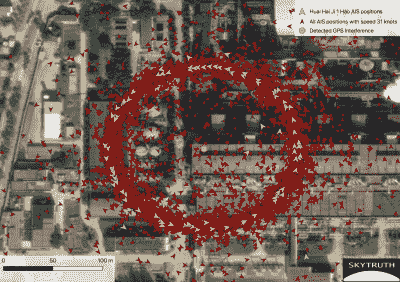 Huai Hai Ji 1 Hao AIS positions
All AIS positions with speed 31 knots
Detected GPS Interference
0 50 100 m
SKYTRUTH